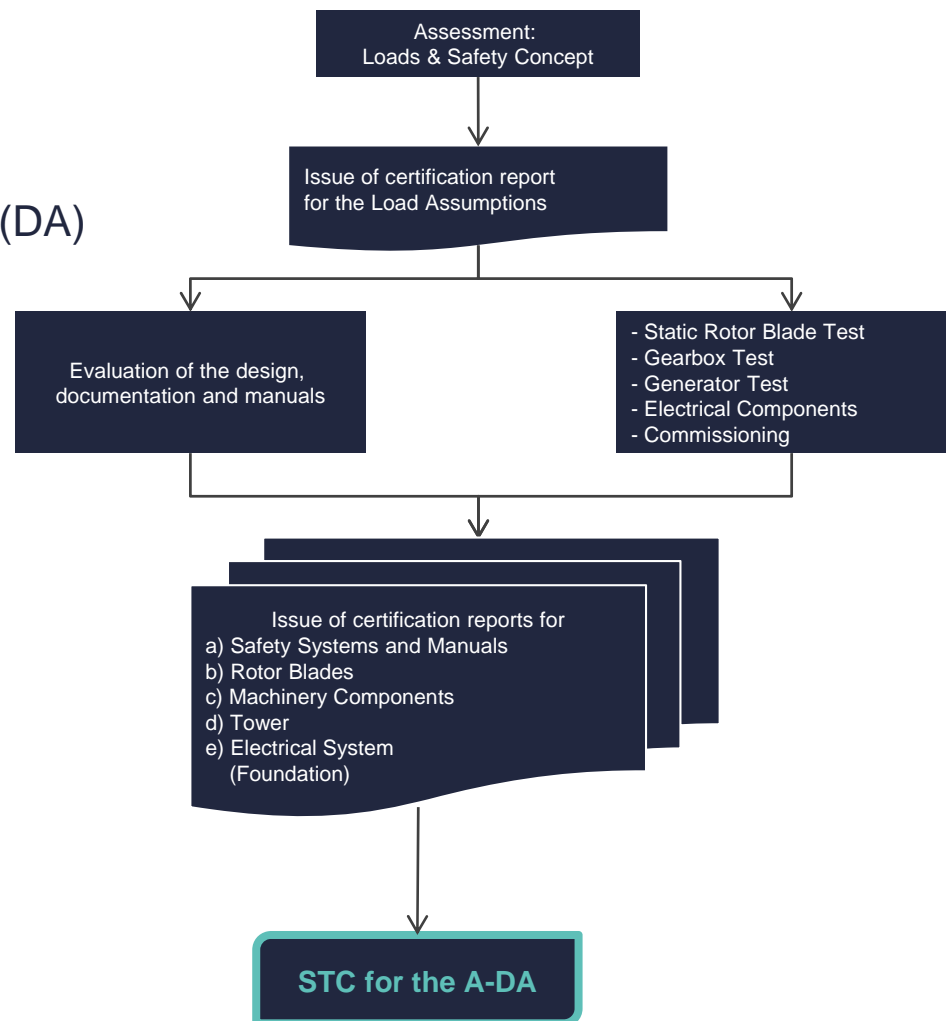 Assessment:
Loads & Safety Concept
Issue of certification report
for the Load Assumptions
(DA)
Evaluation of the design,
documentation and manuals
- Static Rotor Blade Test
- Gearbox Test
- Generator Test
- Electrical Components
- Commissioning
Issue of certification reports for
a) Safety Systems and Manuals
b) Rotor Blades
c) Machinery Components
d) Tower
e) Electrical System
(Foundation)
STC for the A-DA